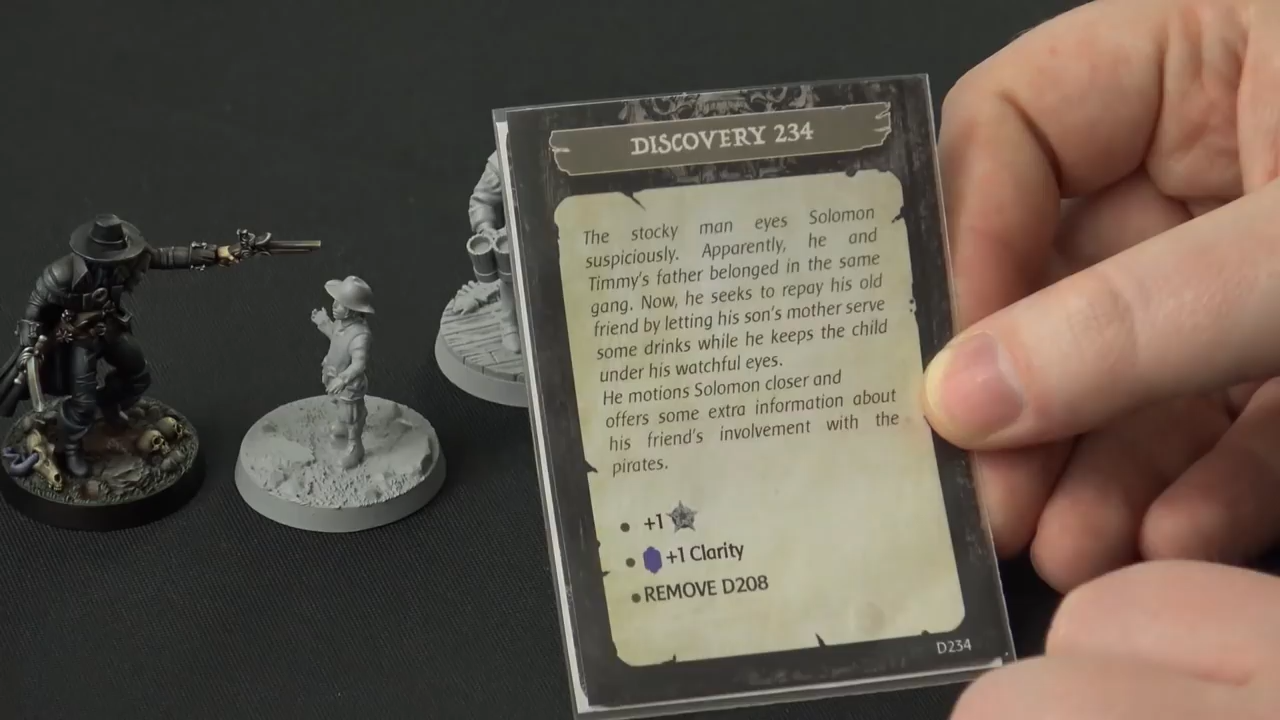 DISCOVERY 234
The stocky man eyes Solomon
suspiciously. Apparently, he and
Timmy's father belonged in the same
gang. Now, he seeks to repay his old
friend by letting his son's mother serve
some drinks while he keeps the child
under his watchful eyes.
He motions Solomon closer and
offers some extra information about
his friend's involvement with the
pirates.
• +1
• +1 Clarity
• REMOVE D208
D234